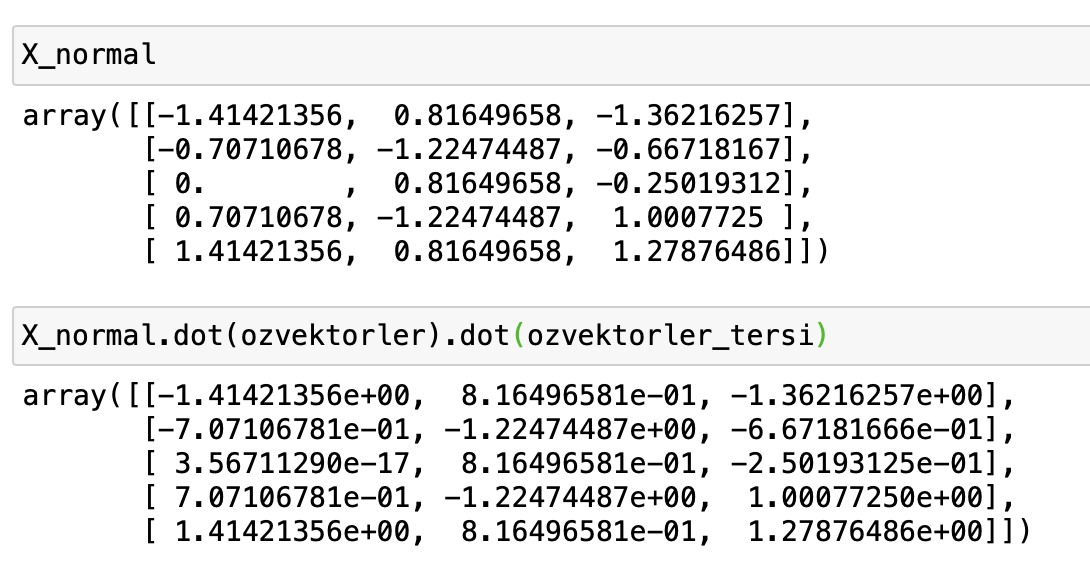 X_normal
array([[-1.41421356,  0.81649658, -1.36216257],
       [-0.70710678, -1.22474487, -0.66718167],
       [ 0.        ,  0.81649658, -0.25019312],
       [ 0.70710678, -1.22474487,  1.0007725 ],
       [ 1.41421356,  0.81649658,  1.27876486]])
X_normal.dot(ozvektorler).dot(ozvektorler_tersi)
array([[-1.41421356e+00,  8.16496581e-01, -1.36216257e+00],
       [-7.07106781e-01, -1.22474487e+00, -6.67181666e-01],
       [ 3.56711290e-17,  8.16496581e-01, -2.50193125e-01],
       [ 7.07106781e-01, -1.22474487e+00,  1.00077250e+00],
       [ 1.41421356e+00,  8.16496581e-01,  1.27876486e+00]])